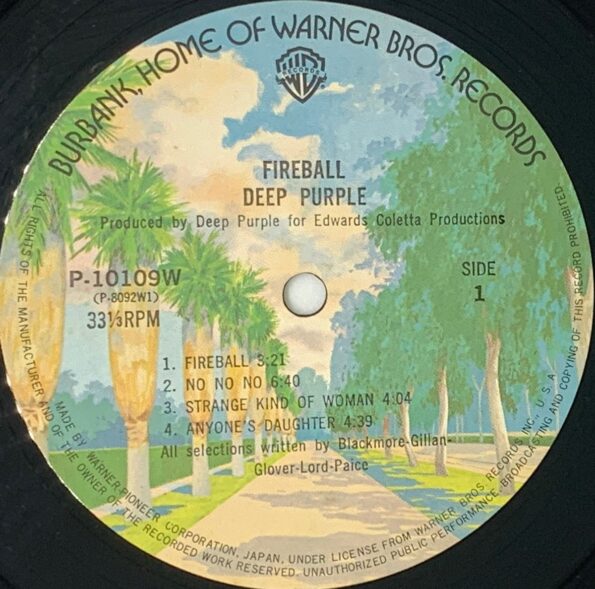 BURBANK, HOME OF WARNER BROS. RECORDS
RECORDS
FIREBALL
DEEP PURPLE
Produced by Deep Purple for Edwards Coletta Productions
P-10109W
(P-8092W1)
33⅓RPM
SIDE
1
1. FIREBALL 3:21
2. NO NO NO 6:40
3. STRANGE KIND OF WOMAN 4:04
4. ANYONE'S DAUGHTER 4:39
All selections written by Blackmore-Gillan-
Glover-Lord-Paice
MADE BY WARNER-PIONEER CORPORATION, JAPAN, UNDER LICENSE FROM WARNER BROS. RECORDS INC., U.S.A.
ALL RIGHTS OF THE MANUFACTURER AND OF THE OWNER OF THE RECORDED WORK RESERVED. UNAUTHORIZED PUBLIC PERFORMANCE, BROADCASTING AND COPYING OF THIS RECORD PROHIBITED